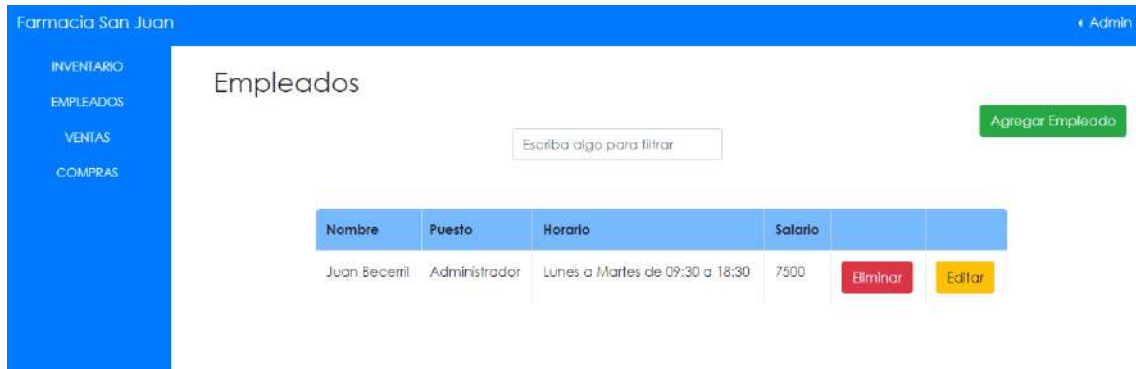 Farmacia San Juan
Admin
INVENTARIO
EMPLEADOS
VENTAS
COMPRAS
Empleados
Agregar Empleado
Escriba algo para filtrar
Nombre Puesto Horario Salario
Juan Becerril Administrador Lunes a Martes de 09:30 a 18:30 7500 Eliminar Editar